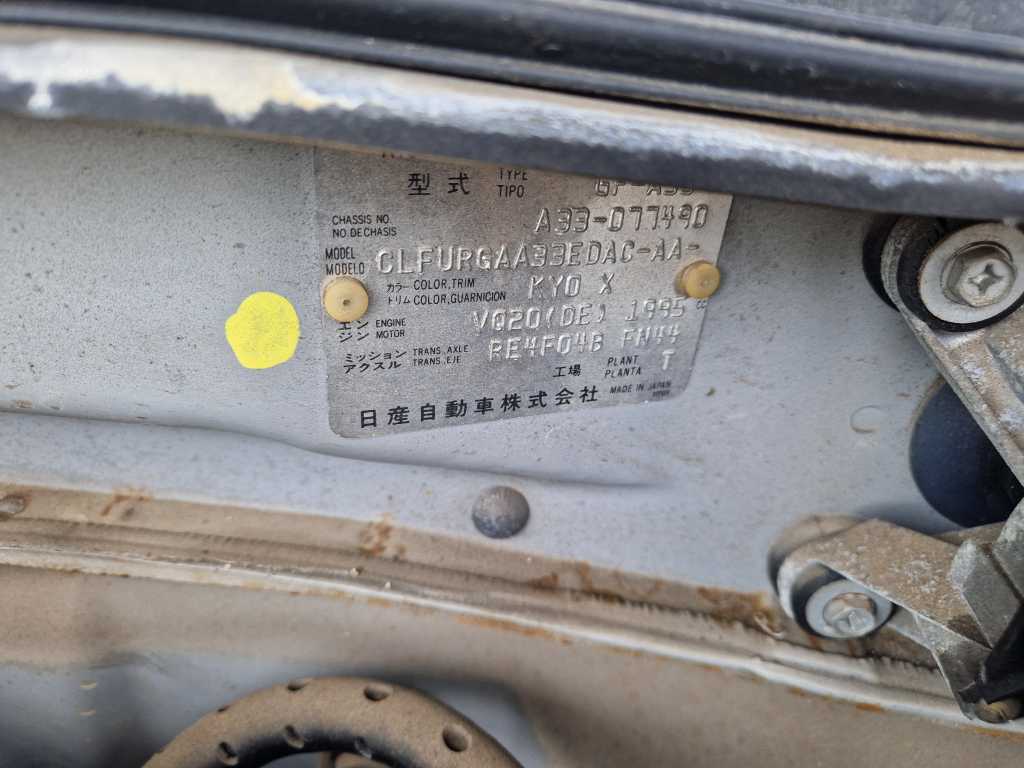 型式 TYPE TIPO GF-A33
CHASSIS NO. NO.DE CHASIS A33-077490
MODEL MODELO CLFURGAA33EDAC-AA-
カラー COLOR,TRIM トリム COLOR,GUARNICION KY0 X
エンジン ENGINE MOTOR VQ20(DE) 1995 cc
ミッション アクスル TRANS.AXLE TRANS.EJE RE4F04B FN44
工場 PLANT PLANTA T
日産自動車株式会社 MADE IN JAPAN